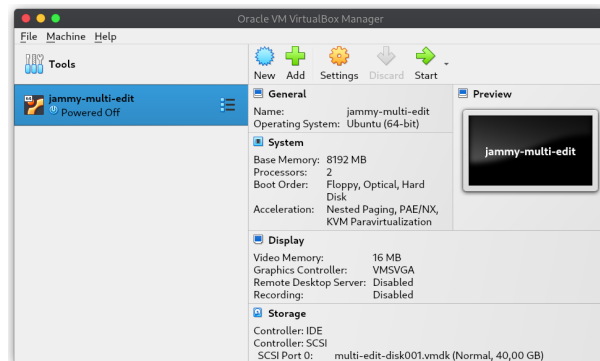 Oracle VM VirtualBox Manager
File Machine Help
Tools
New Add Settings Discard Start
jammy-multi-edit
Powered Off
General
Name: jammy-multi-edit
Operating System: Ubuntu (64-bit)
System
Base Memory: 8192 MB
Processors: 2
Boot Order: Floppy, Optical, Hard
Disk
Acceleration: Nested Paging, PAE/NX,
KVM Paravirtualization
Preview
jammy-multi-edit
Display
Video Memory: 16 MB
Graphics Controller: VMSVGA
Remote Desktop Server: Disabled
Recording: Disabled
Storage
Controller: IDE
Controller: SCSI
SCSI Port 0: multi-edit-disk001.vmdk (Normal, 40,00 GB)